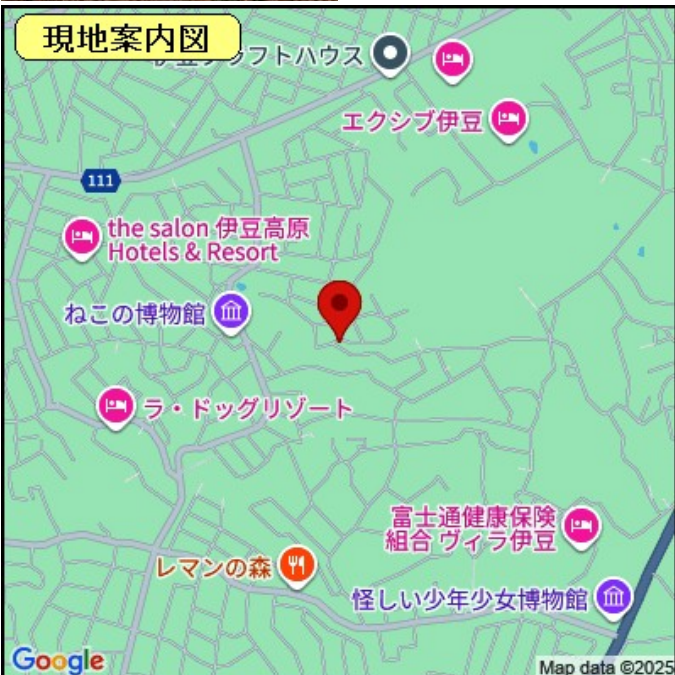 現地案内図
クラフトハウス
エクシブ伊豆
111
the salon 伊豆高原
Hotels & Resort
ねこの博物館
ラ・ドッグリゾート
富士通健康保険
組合 ヴィラ伊豆
レマンの森
怪しい少年少女博物館
Google
Map data ©2025